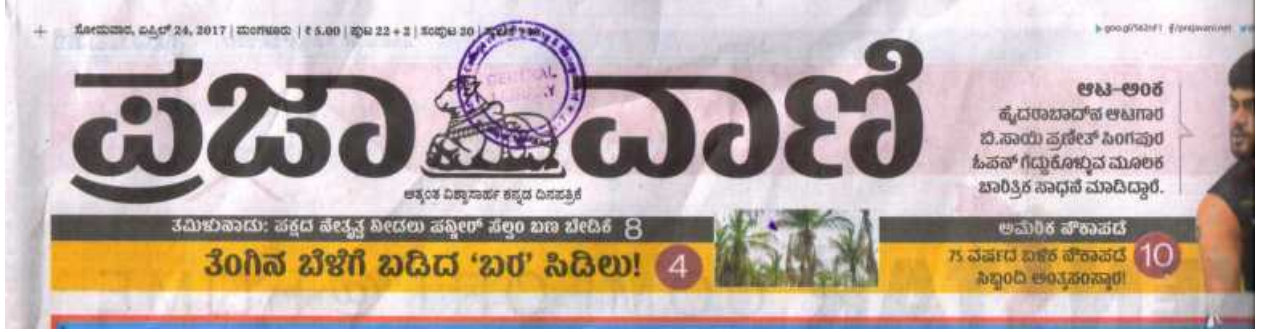 ಸೋಮವಾರ, ಏಪ್ರಿಲ್ 24, 2017 | ಮಂಗಳೂರು | ₹ 5.00 | ಪುಟ 22 + 2 | ಸಂಪುಟ 20 |
ಪ್ರಜಾವಾಣಿ
CENTRAL
ಅತ್ಯಂತ ವಿಶ್ವಾಸಾರ್ಹ ಕನ್ನಡ ದಿನಪತ್ರಿಕೆ
ಆಟ–ಅಂಕ
ಹೈದರಾಬಾದ್‌ನ ಆಟಗಾರ
ಬಿ.ಸಾಯಿ ಪ್ರಣೀತ್ ಸಿಂಗಪುರ
ಓಪನ್ ಗೆದ್ದುಕೊಳ್ಳುವ ಮೂಲಕ
ಚಾರಿತ್ರಿಕ ಸಾಧನೆ ಮಾಡಿದ್ದಾರೆ.
ತಮಿಳುನಾಡು: ಪಕ್ಷದ ನೇತೃತ್ವ ನೀಡಲು ಪನ್ನೀರ್ ಸೆಲ್ವಂ ಬಣ ಬೇಡಿಕೆ 8
ತೆಂಗಿನ ಬೆಳೆಗೆ ಬಡಿದ ‘ಬರ’ ಸಿಡಿಲು! 4
ಅಮೆರಿಕ ನೌಕಾಪಡೆ
75 ವರ್ಷದ ಬಳಿಕ ನೌಕಾಪಡೆ 10
ಸಿಬ್ಬಂದಿ ಅಂತ್ಯಸಂಸ್ಕಾರ!